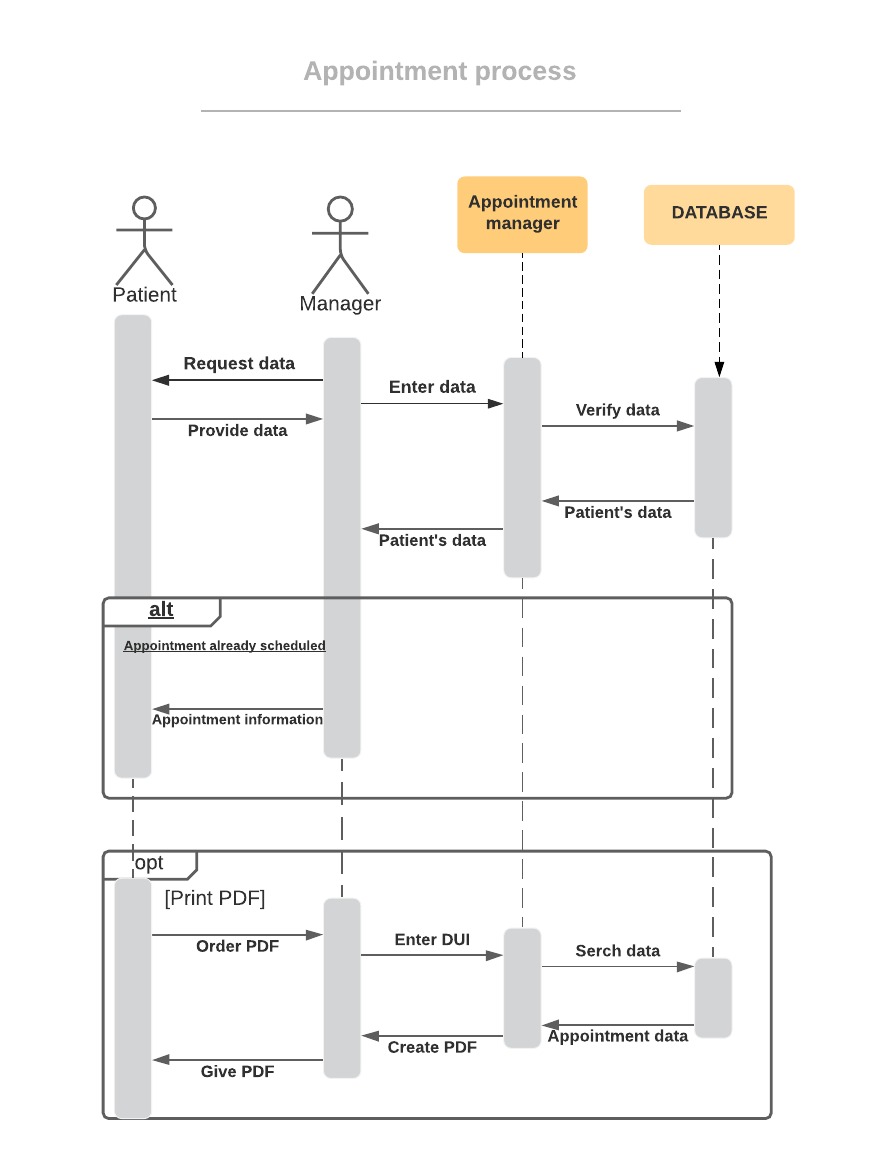 Appointment process
Appointment
manager
DATABASE
Patient
Manager
Request data
Enter data
Verify data
Provide data
Patient's data
Patient's data
alt
Appointment already scheduled
Appointment information
opt
[Print PDF]
Order PDF
Enter DUI
Serch data
Appointment data
Create PDF
Give PDF